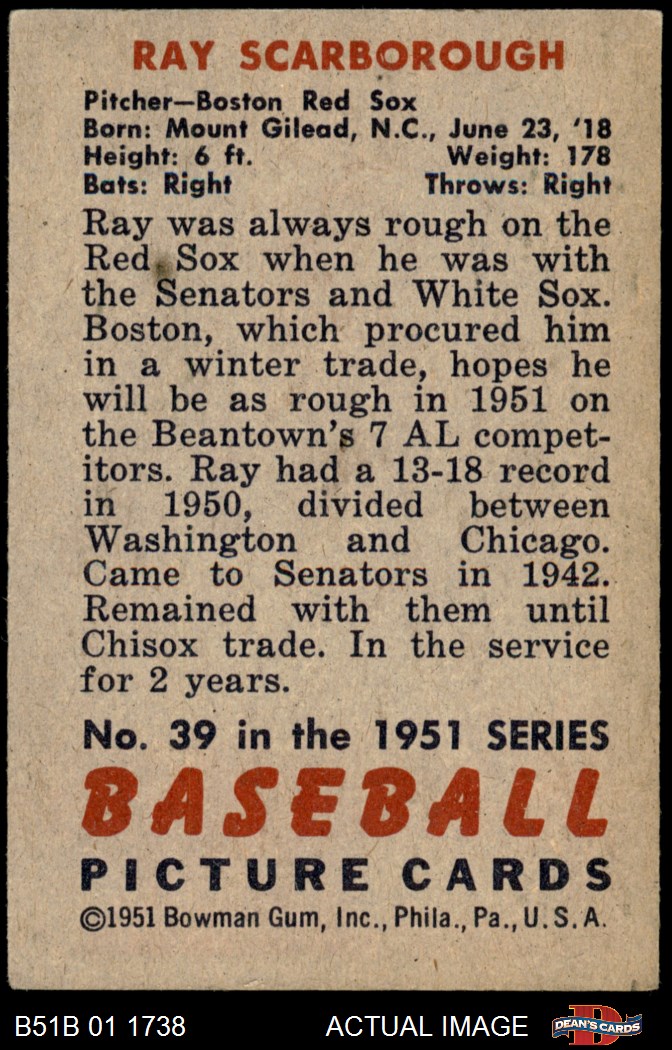 RAY SCARBOROUGH
Pitcher—Boston Red Sox
Born: Mount Gilead, N.C., June 23, '18
Height: 6 ft. Weight: 178
Bats: Right Throws: Right
Ray was always rough on the
Red Sox when he was with
the Senators and White Sox.
Boston, which procured him
in a winter trade, hopes he
will be as rough in 1951 on
the Beantown's 7 AL compet-
itors. Ray had a 13-18 record
in 1950, divided between
Washington and Chicago.
Came to Senators in 1942.
Remained with them until
Chisox trade. In the service
for 2 years.
No. 39 in the 1951 SERIES
BASEBALL
PICTURE CARDS
©1951 Bowman Gum, Inc., Phila., Pa., U. S. A.
B51B 01 1738 ACTUAL IMAGE D DEAN'S CARDS